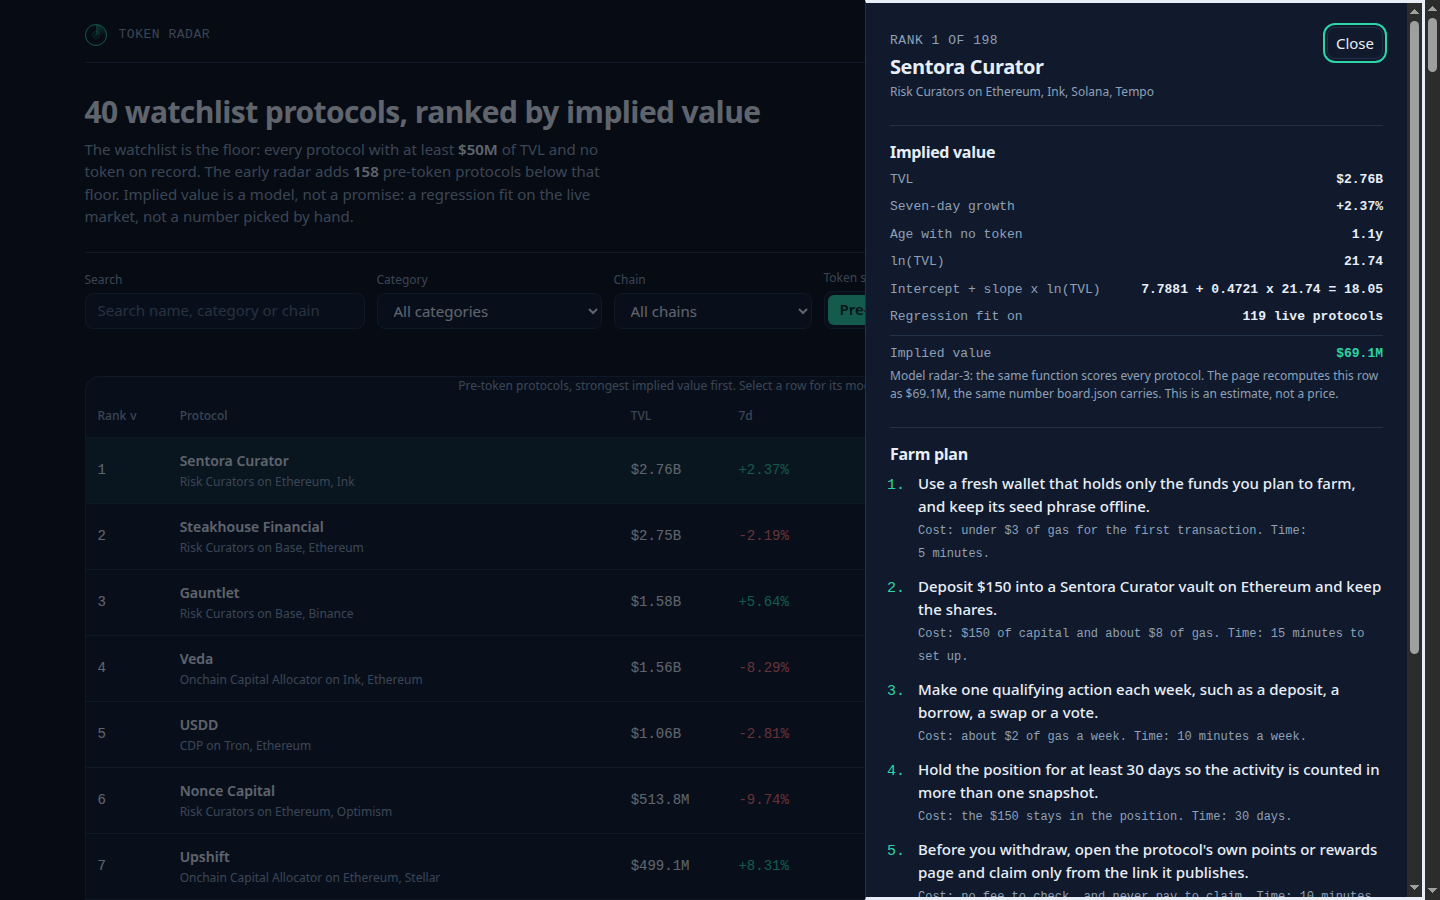 TOKEN RADAR
40 watchlist protocols, ranked by implied value
The watchlist is the floor: every protocol with at least $50M of TVL and no
token on record. The early radar adds 158 pre-token protocols below that
floor. Implied value is a model, not a promise: a regression fit on the live
market, not a number picked by hand.
Search
Category
Chain
Token s
Search name, category or chain
All categories
All chains
Pre-
Pre-token protocols, strongest implied value first. Select a row for its mo
Rank v
Protocol
TVL
7d
1
Sentora Curator
Risk Curators on Ethereum, Ink
$2.76B
+2.37%
2
Steakhouse Financial
Risk Curators on Base, Ethereum
$2.75B
-2.19%
3
Gauntlet
Risk Curators on Base, Binance
$1.58B
+5.64%
4
Veda
Onchain Capital Allocator on Ink, Ethereum
$1.56B
-8.29%
5
USDD
CDP on Tron, Ethereum
$1.06B
-2.81%
6
Nonce Capital
Risk Curators on Ethereum, Optimism
$513.8M
-9.74%
7
Upshift
Onchain Capital Allocator on Ethereum, Stellar
$499.1M
+8.31%
RANK 1 OF 198
Close
Sentora Curator
Risk Curators on Ethereum, Ink, Solana, Tempo
Implied value
TVL $2.76B
Seven-day growth +2.37%
Age with no token 1.1y
ln(TVL) 21.74
Intercept + slope x ln(TVL) 7.7881 + 0.4721 x 21.74 = 18.05
Regression fit on 119 live protocols
Implied value $69.1M
Model radar-3: the same function scores every protocol. The page recomputes this row
as $69.1M, the same number board.json carries. This is an estimate, not a price.
Farm plan
1. Use a fresh wallet that holds only the funds you plan to farm,
and keep its seed phrase offline.
Cost: under $3 of gas for the first transaction. Time:
5 minutes.
2. Deposit $150 into a Sentora Curator vault on Ethereum and keep
the shares.
Cost: $150 of capital and about $8 of gas. Time: 15 minutes to
set up.
3. Make one qualifying action each week, such as a deposit, a
borrow, a swap or a vote.
Cost: about $2 of gas a week. Time: 10 minutes a week.
4. Hold the position for at least 30 days so the activity is counted in
more than one snapshot.
Cost: the $150 stays in the position. Time: 30 days.
5. Before you withdraw, open the protocol's own points or rewards
page and claim only from the link it publishes.
Cost: no fee to check, and never pay to claim. Time: 10 minutes